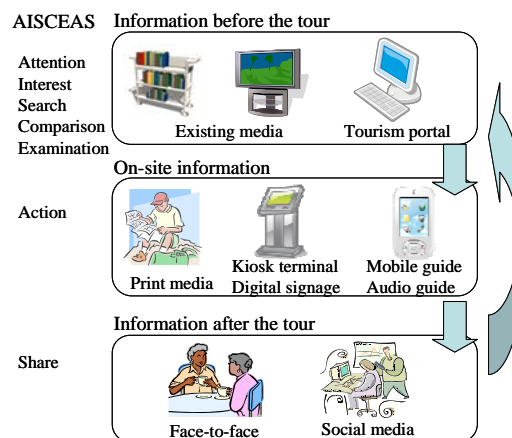 AISCEAS
Information before the tour
Attention
Interest
Search
Comparison
Examination
Existing media
Tourism portal
On-site information
Action
Print media
Kiosk terminal
Digital signage
Mobile guide
Audio guide
Information after the tour
Share
Face-to-face
Social media